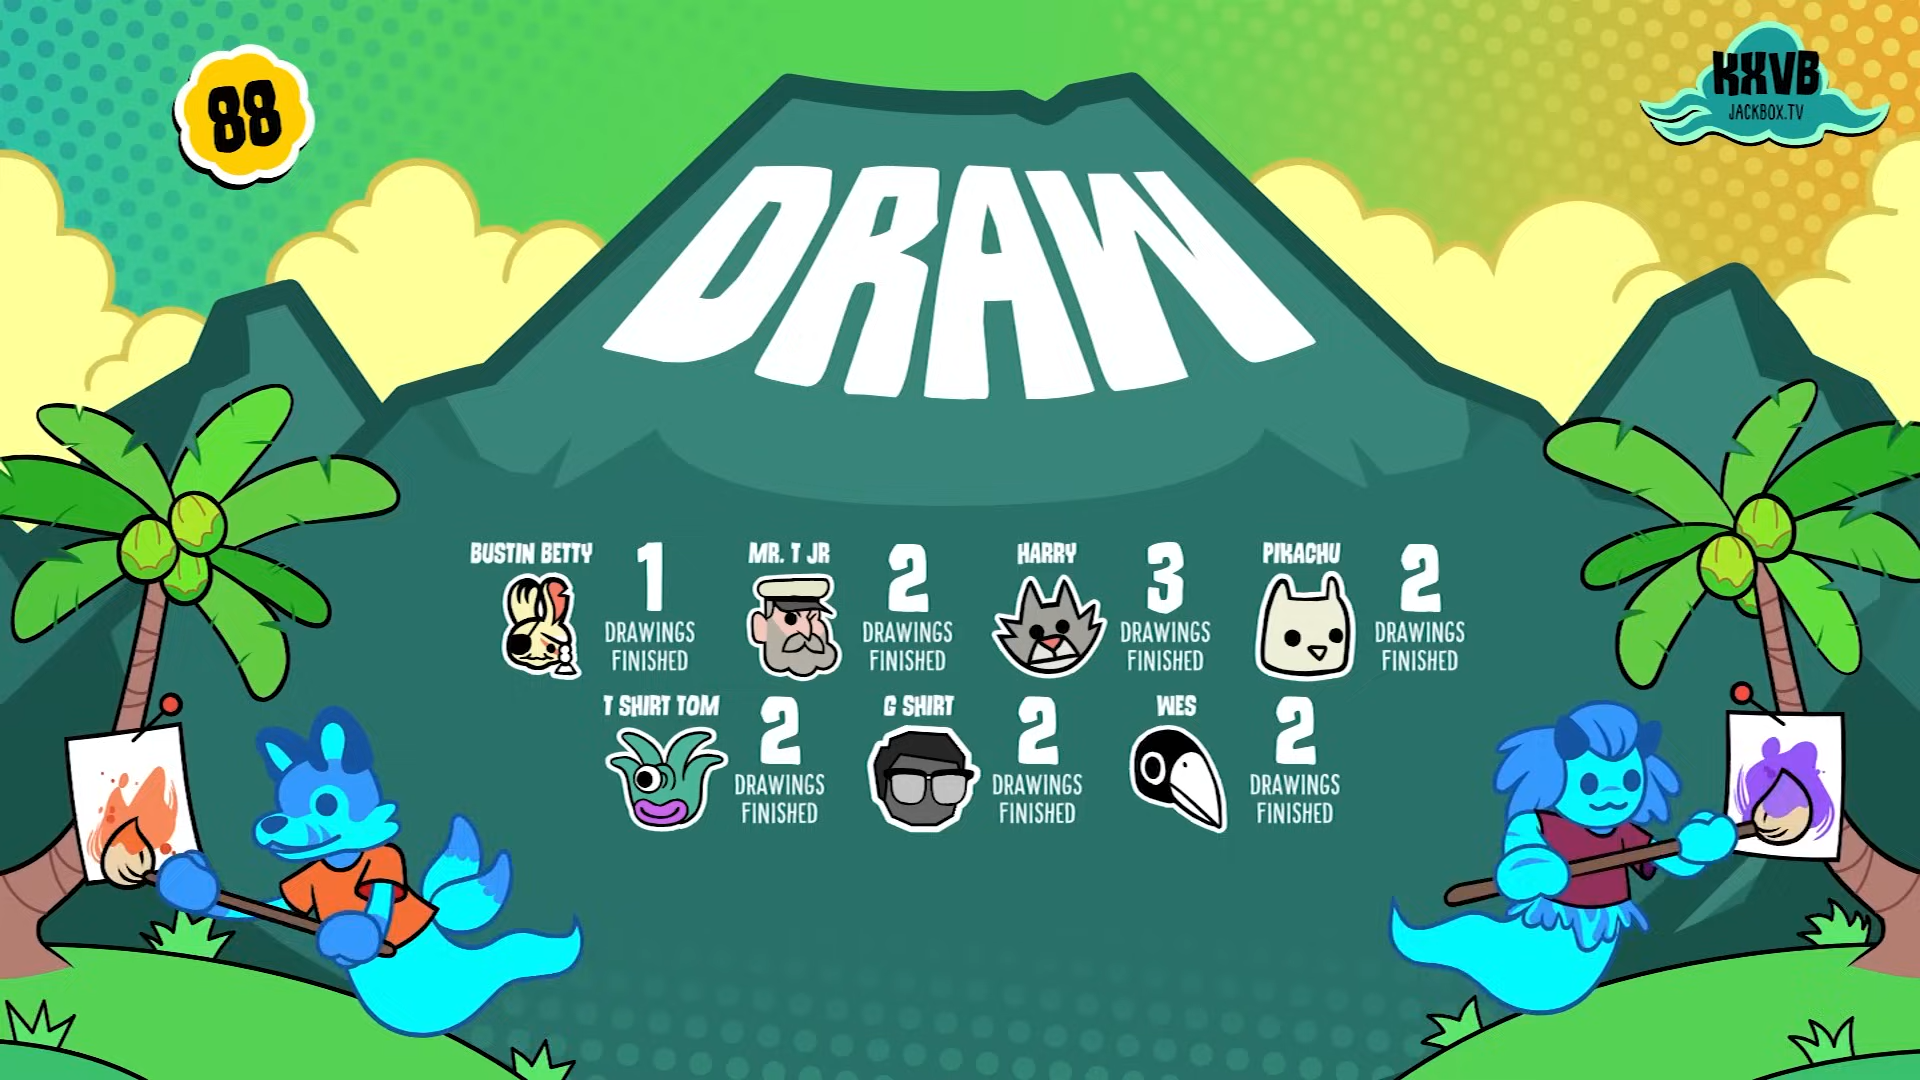 88
KXVB
JACKBOX.TV
DRAW
BUSTIN BETTY
1
DRAWINGS
FINISHED
MR. T JR
2
DRAWINGS
FINISHED
HARRY
3
DRAWINGS
FINISHED
PIKACHU
2
DRAWINGS
FINISHED
T SHIRT TOM
2
DRAWINGS
FINISHED
G SHIRT
2
DRAWINGS
FINISHED
WES
2
DRAWINGS
FINISHED